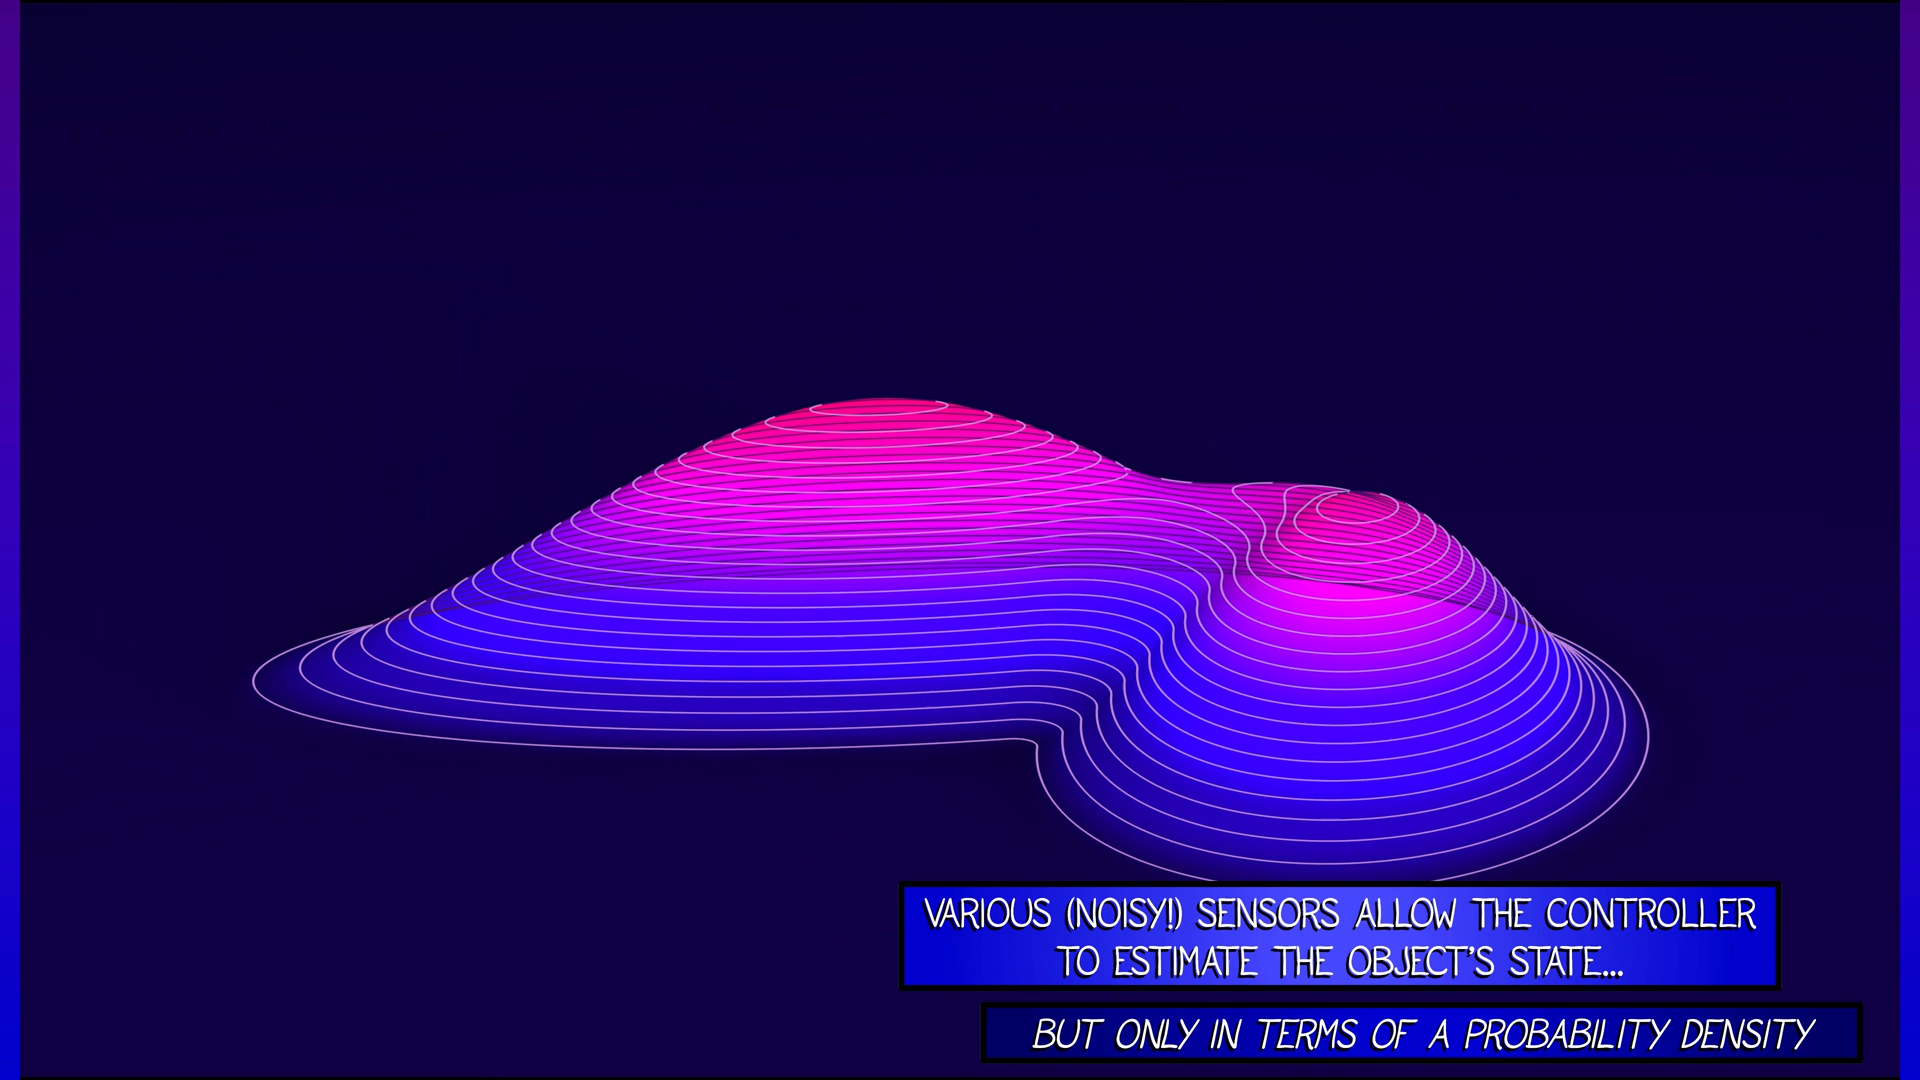 VARIOUS (NOISY!) SENSORS ALLOW THE CONTROLLER
TO ESTIMATE THE OBJECT'S STATE...
BUT ONLY IN TERMS OF A PROBABILITY DENSITY